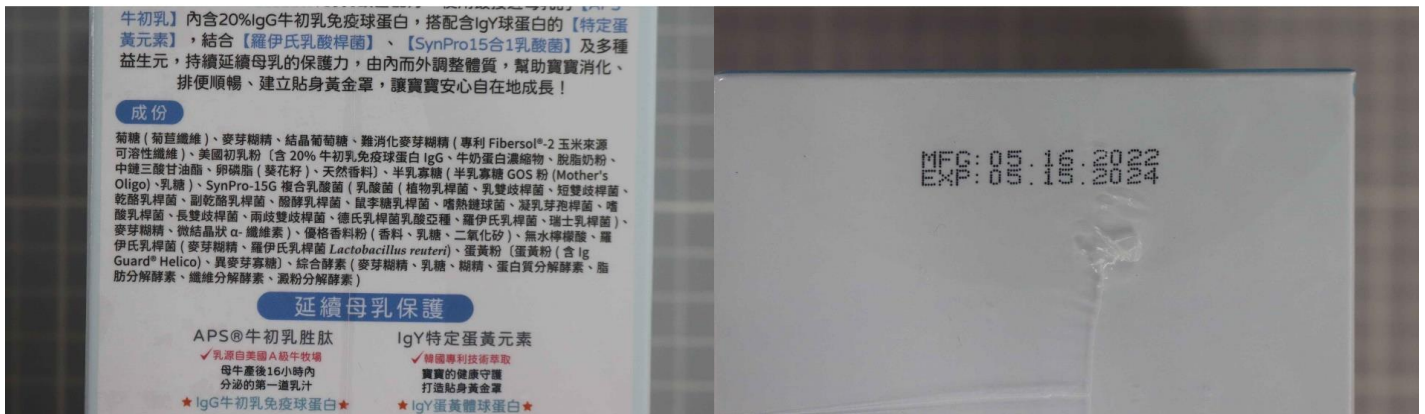 牛初乳】內含20%IgG牛初乳免疫球蛋白，搭配含IgY球蛋白的【特定蛋
黃元素】，結合【羅伊氏乳酸桿菌】、【SynPro15合1乳酸菌】及多種
益生元，持續延續母乳的保護力，由內而外調整體質，幫助寶寶消化、
排便順暢、建立貼身黃金罩，讓寶寶安心自在地成長！
成份
菊糖 ( 菊苣纖維 )、麥芽糊精、結晶葡萄糖、難消化麥芽糊精 ( 專利 Fibersol®-2 玉米來源
可溶性纖維 )、美國初乳粉〔含 20% 牛初乳免疫球蛋白 IgG、牛奶蛋白濃縮物、脫脂奶粉、
中鏈三酸甘油酯、卵磷脂 ( 葵花籽 )、天然香料〕、半乳寡糖 ( 半乳寡糖 GOS 粉 (Mother's
Oligo)、乳糖 )、SynPro-15G 複合乳酸菌 ( 乳酸菌 ( 植物乳桿菌、乳雙歧桿菌、短雙歧桿菌、
乾酪乳桿菌、副乾酪乳桿菌、醱酵乳桿菌、鼠李糖乳桿菌、嗜熱鏈球菌、凝乳芽孢桿菌、嗜
酸乳桿菌、長雙歧桿菌、兩歧雙歧桿菌、德氏乳桿菌乳酸亞種、羅伊氏乳桿菌、瑞士乳桿菌 )、
麥芽糊精、微結晶狀 α- 纖維素 )、優格香料粉 ( 香料、乳糖、二氧化矽 )、無水檸檬酸、羅
伊氏乳桿菌 ( 麥芽糊精、羅伊氏乳桿菌 Lactobacillus reuteri)、蛋黃粉〔蛋黃粉 ( 含 Ig
Guard® Helico)、異麥芽寡糖〕、綜合酵素 ( 麥芽糊精、乳糖、糊精、蛋白質分解酵素、脂
肪分解酵素、纖維分解酵素、澱粉分解酵素 )
延續母乳保護
APS®牛初乳胜肽
✓乳源自美國A級牛牧場
母牛產後16小時內
分泌的第一道乳汁
★IgG牛初乳免疫球蛋白★
IgY特定蛋黃元素
✓韓國專利技術萃取
寶寶的健康守護
打造貼身黃金罩
★IgY蛋黃體球蛋白★
MFG:05.16.2022
EXP:05.15.2024